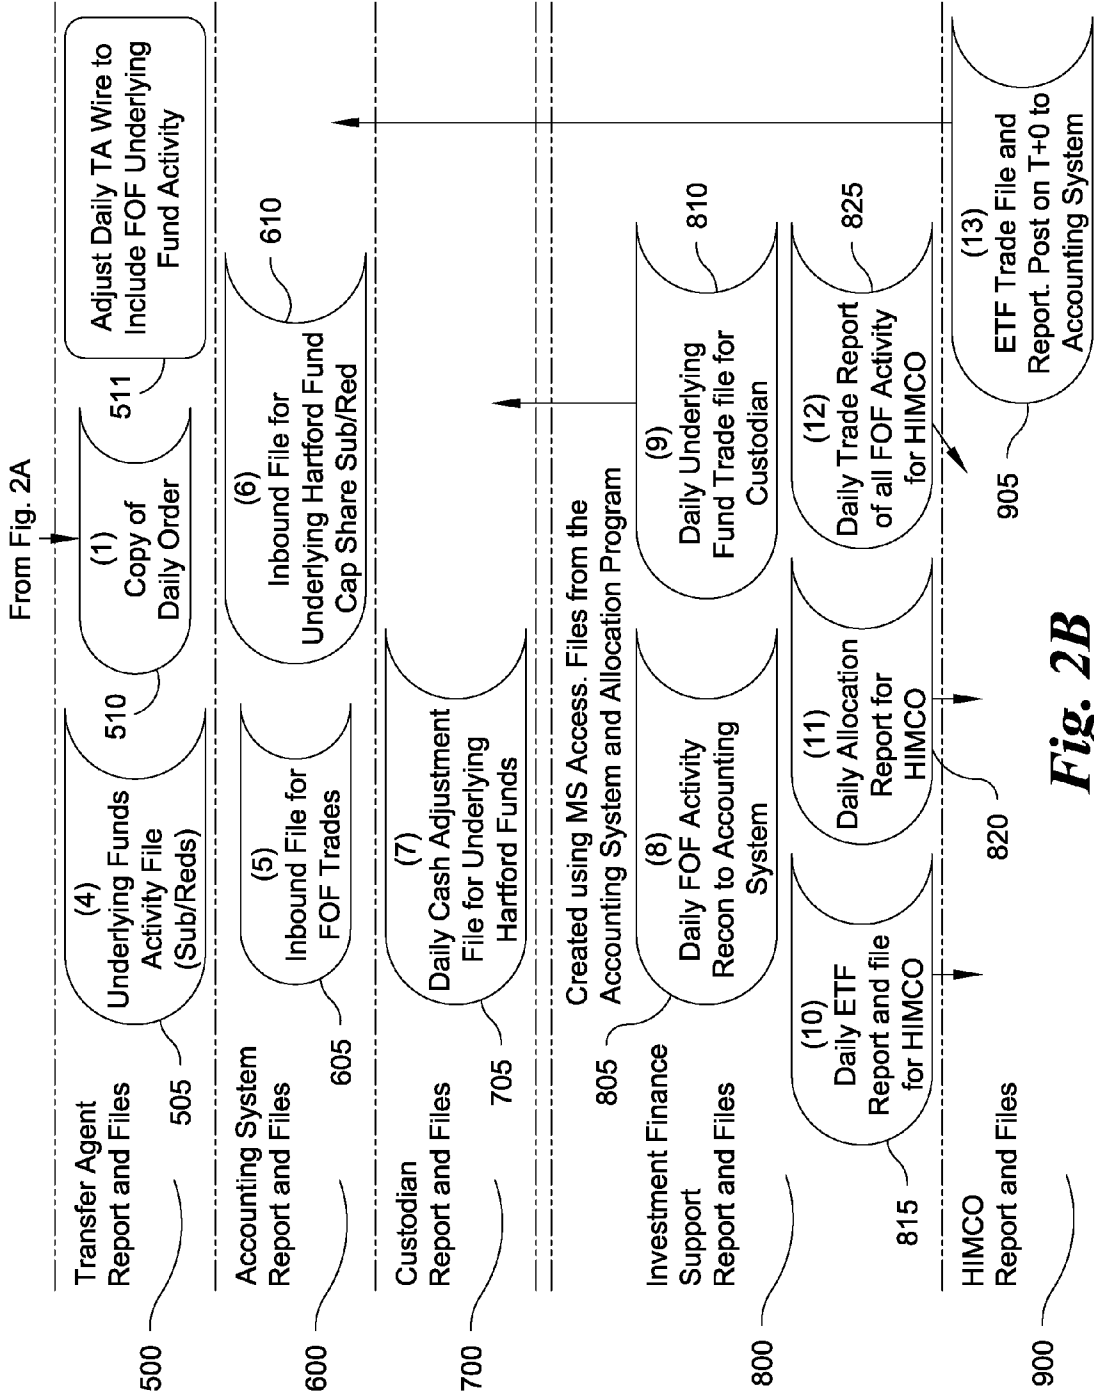 From Fig. 2A
Transfer Agent
Report and Files
500
(4)
Underlying Funds
Activity File
(Sub/Reds)
505
(1)
Copy of
Daily Order
510
Adjust Daily TA Wire to
Include FOF Underlying
Fund Activity
511
Accounting System
Report and Files
600
(5)
Inbound File for
FOF Trades
605
(6)
Inbound File for
Underlying Hartford Fund
Cap Share Sub/Red
610
Custodian
Report and Files
700
(7)
Daily Cash Adjustment
File for Underlying
Hartford Funds
705
Created using MS Access. Files from the
Accounting System and Allocation Program
Investment Finance
Support
Report and Files
800
(8)
Daily FOF Activity
Recon to Accounting
System
805
(9)
Daily Underlying
Fund Trade file for
Custodian
810
(10)
Daily ETF
Report and file
for HIMCO
815
(11)
Daily Allocation
Report for
HIMCO
820
(12)
Daily Trade Report
of all FOF Activity
for HIMCO
825
HIMCO
Report and Files
900
(13)
ETF Trade File and
Report. Post on T+0 to
Accounting System
905
Fig. 2B